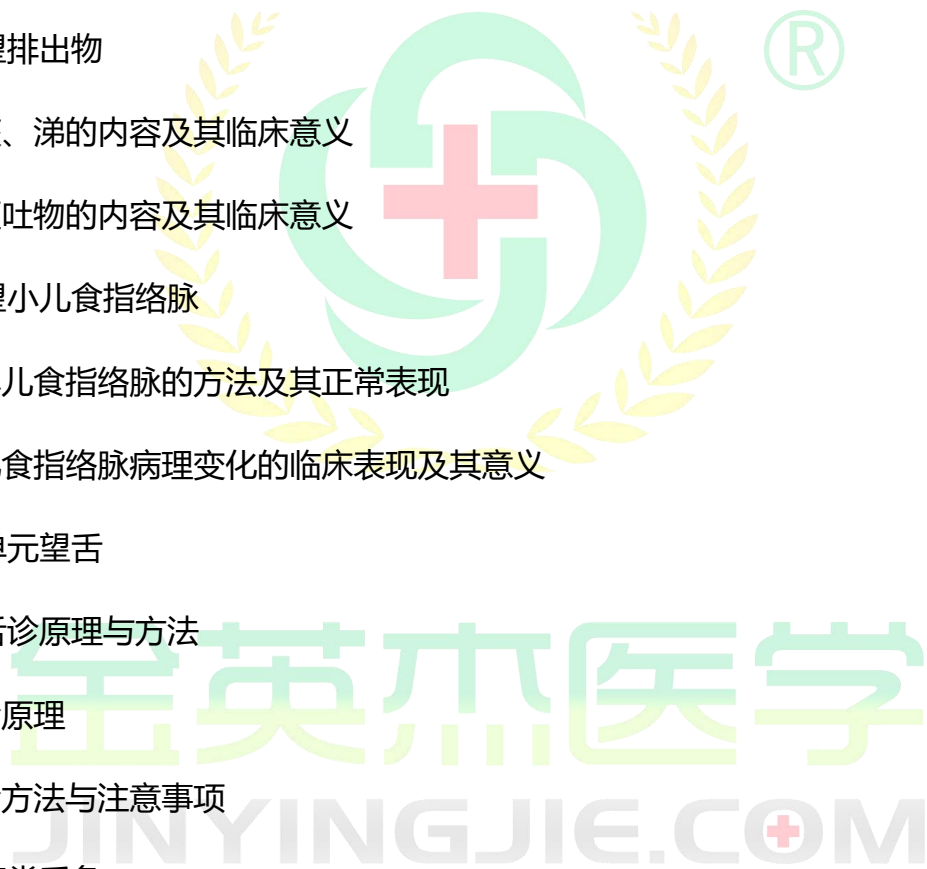 排出物
、涕的内容及其临床意义
吐物的内容及其临床意义
小儿食指络脉
儿食指络脉的方法及其正常表现
食指络脉病理变化的临床表现及其意义
元望舌
诊原理与方法
原理
方法与注意事项
金英杰医学
JINYINGJIE.COM
®